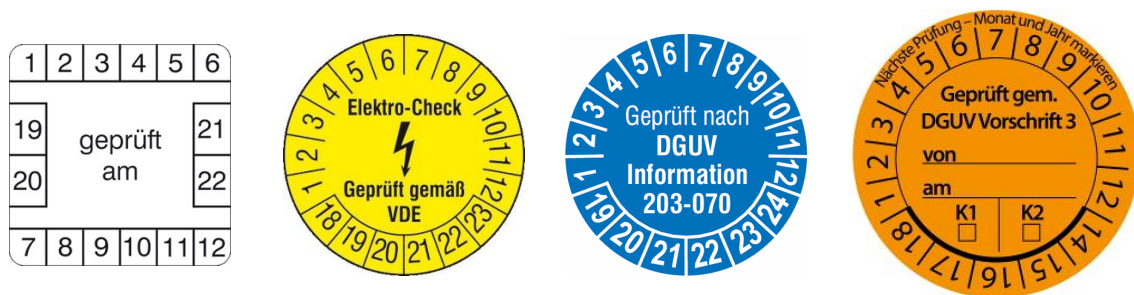 1 2 3 4 5 6
19 21
geprüft
am
20 22
7 8 9 10 11 12
1 2 3 4 5 6 7 8 9 10 11 12
Elektro-Check
Geprüft gemäß
VDE
18 19 20 21 22 23
1 2 3 4 5 6 7 8 9 10 11 12
Geprüft nach
DGUV
Information
203-070
19 20 21 22 23 24
Nächste Prüfung – Monat und Jahr markieren
1 2 3 4 5 6 7 8 9 10 11 12
Geprüft gem.
DGUV Vorschrift 3
von
am
K1 K2
18 17 16 15 14